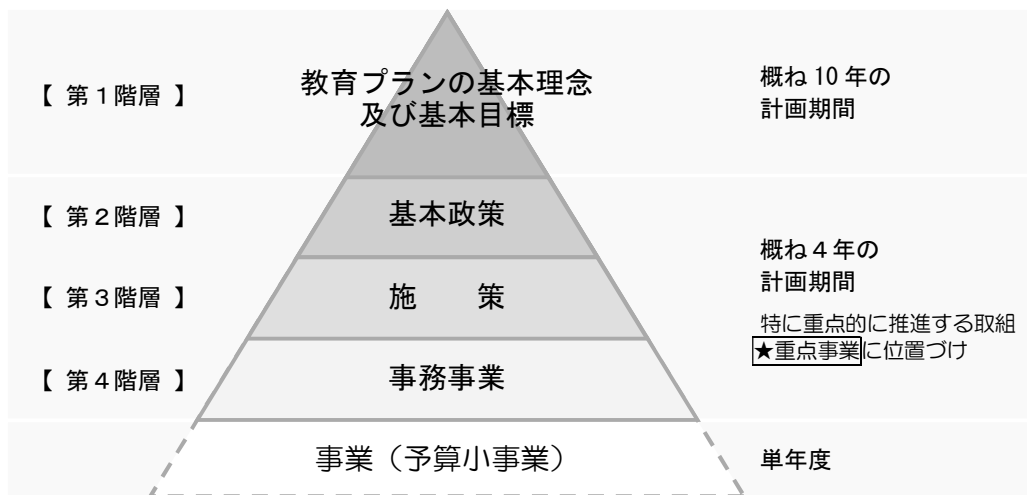 【 第１階層 】
教育プランの基本理念
及び基本目標
概ね 10 年の
計画期間
【 第２階層 】
基本政策
【 第３階層 】
施　　策
【 第４階層 】
事務事業
概ね４年の
計画期間
特に重点的に推進する取組
★重点事業に位置づけ
事業（予算小事業）
単年度